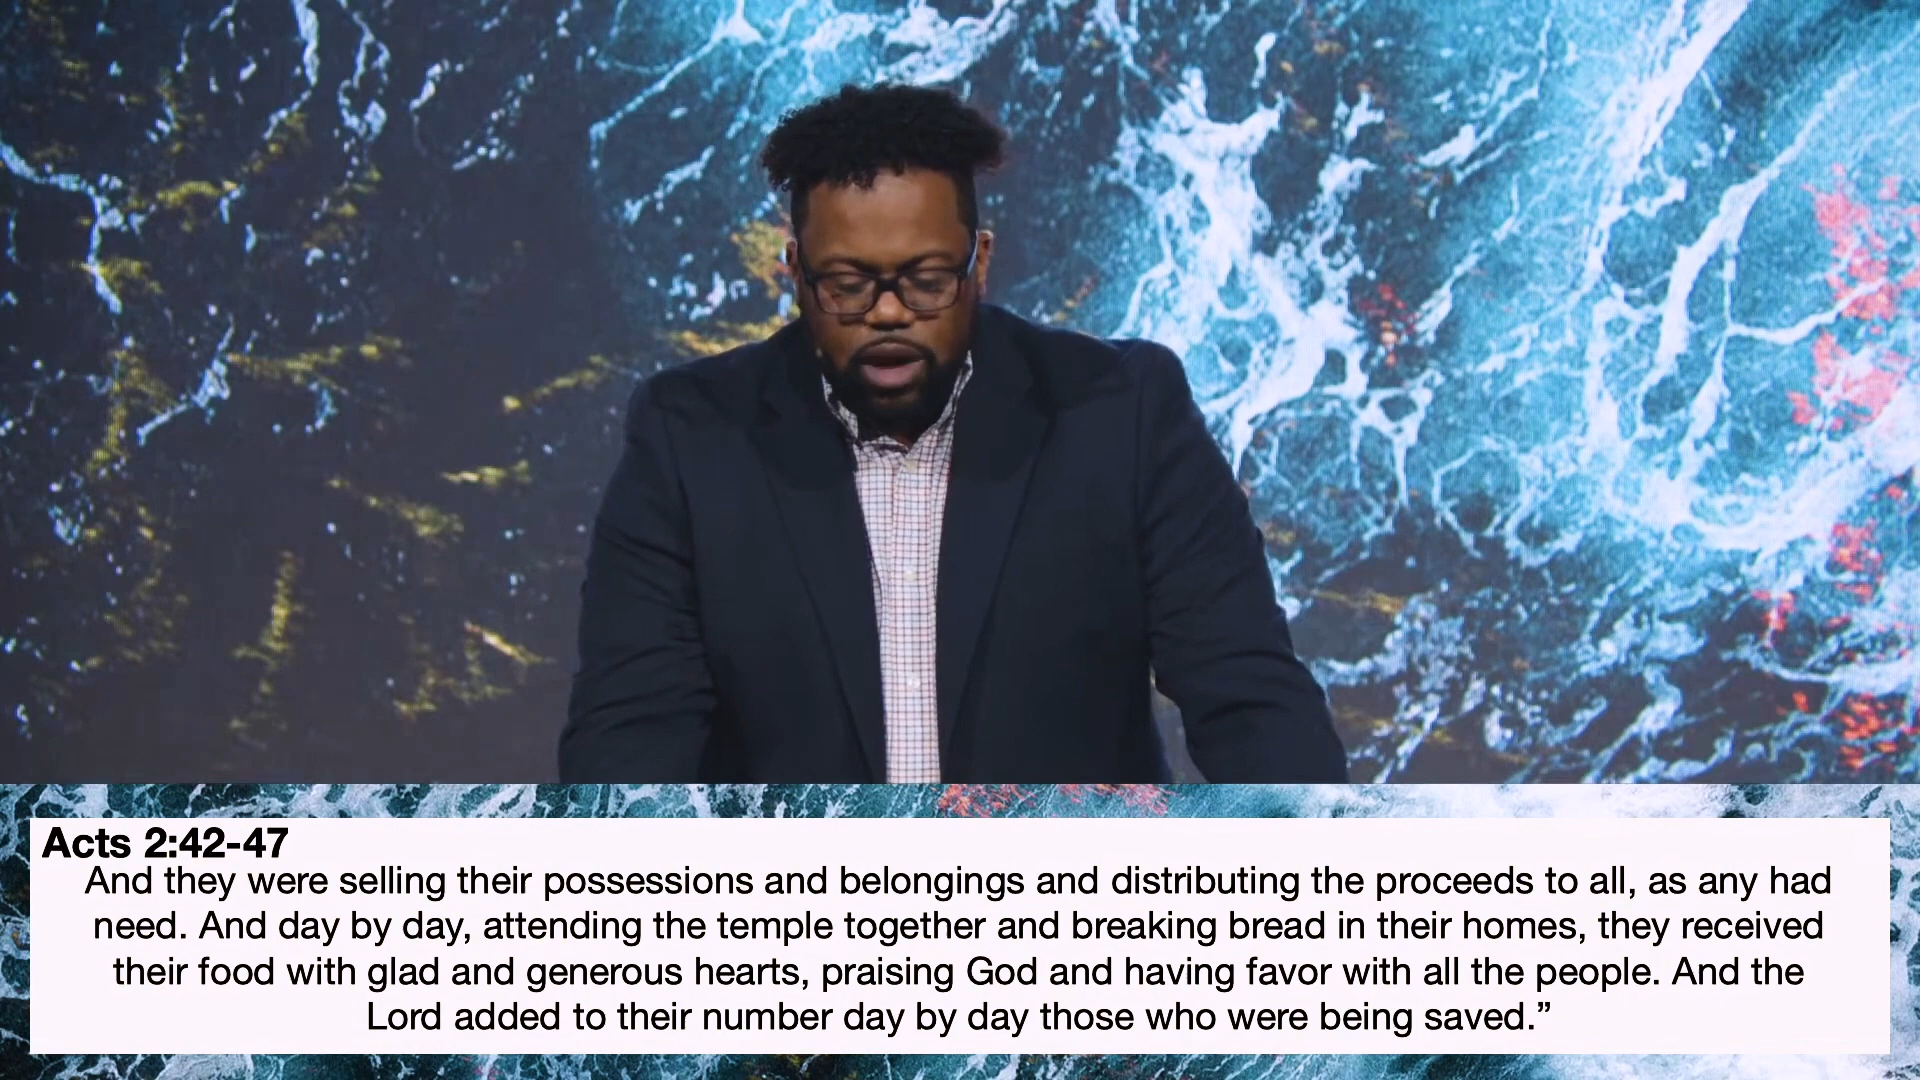 Acts 2:42-47
And they were selling their possessions and belongings and distributing the proceeds to all, as any had
need. And day by day, attending the temple together and breaking bread in their homes, they received
their food with glad and generous hearts, praising God and having favor with all the people. And the
Lord added to their number day by day those who were being saved.”